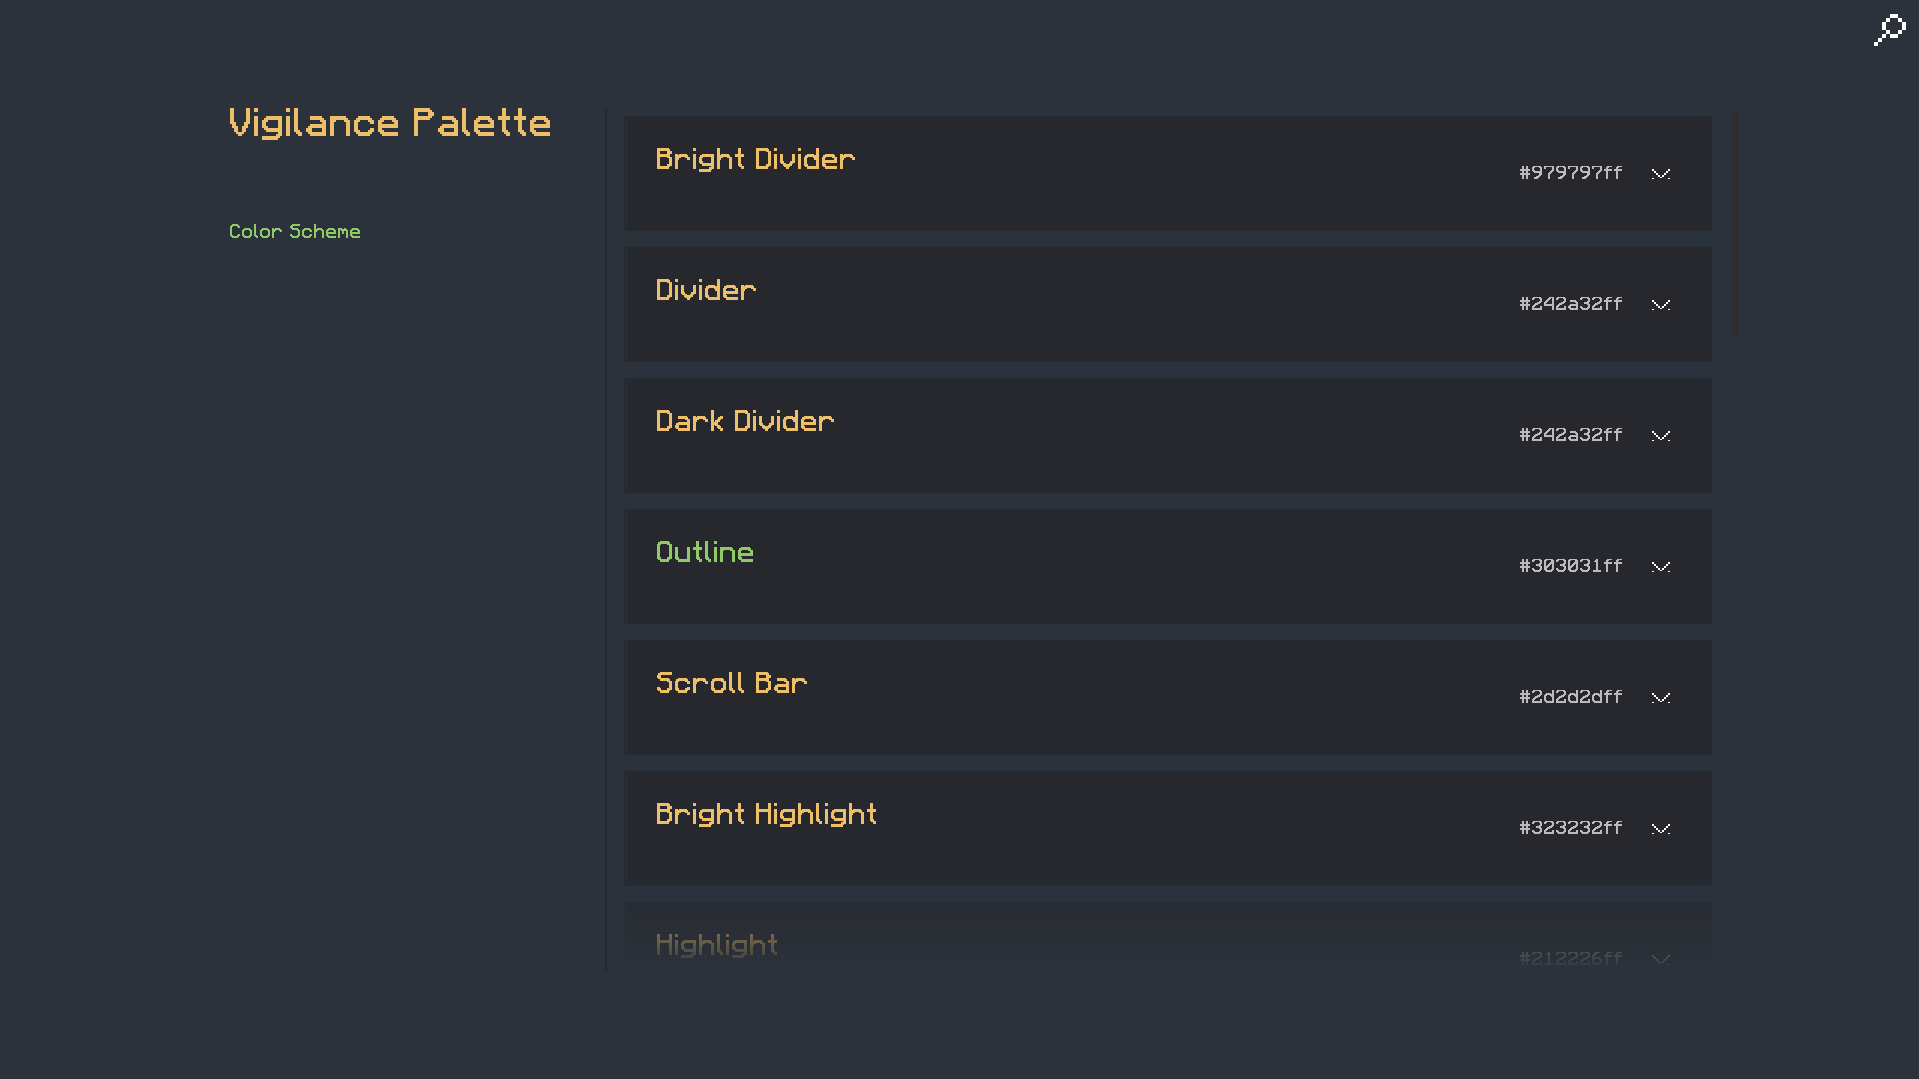 Vigilance Palette
Color Scheme
Bright Divider
#979797ff
Divider
#242a32ff
Dark Divider
#242a32ff
Outline
#303031ff
Scroll Bar
#2d2d2dff
Bright Highlight
#323232ff
Highlight
#212226ff